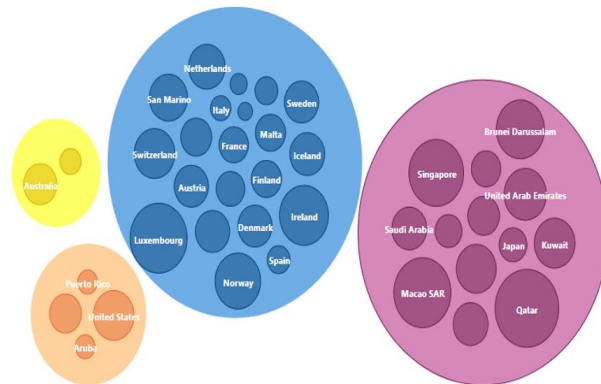 Netherlands
San Marino
Italy
Sweden
Switzerland
France
Malta
Iceland
Austria
Finland
Luxembourg
Denmark
Ireland
Spain
Norway
Australia
Puerto Rico
United States
Aruba
Brunei Darussalam
Singapore
United Arab Emirates
Saudi Arabia
Japan
Kuwait
Macao SAR
Qatar